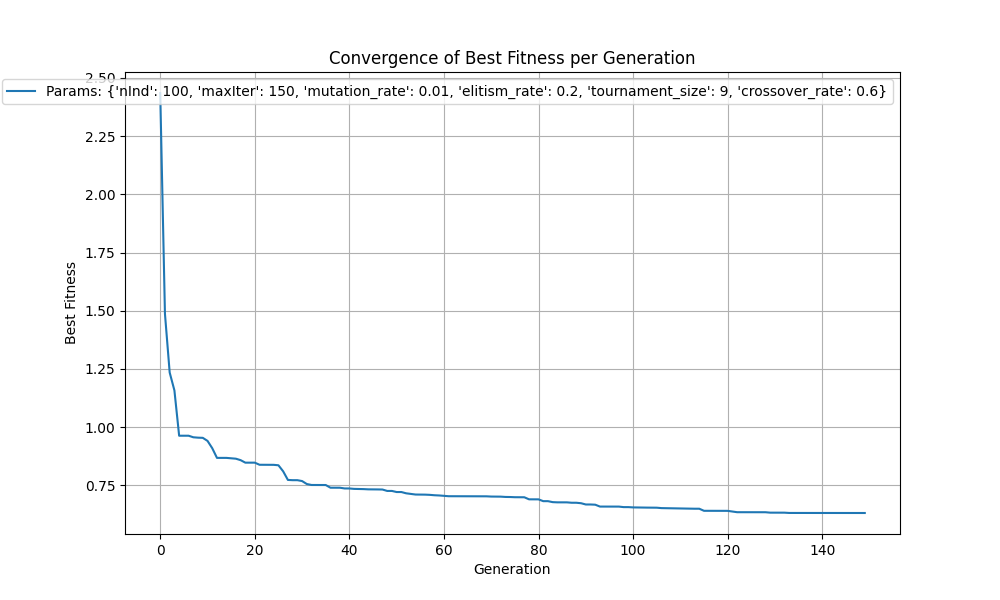 Convergence of Best Fitness per Generation
Params: {'nInd': 100, 'maxIter': 150, 'mutation_rate': 0.01, 'elitism_rate': 0.2, 'tournament_size': 9, 'crossover_rate': 0.6}
2.50
2.25
2.00
1.75
1.50
1.25
1.00
0.75
Best Fitness
0 20 40 60 80 100 120 140
Generation